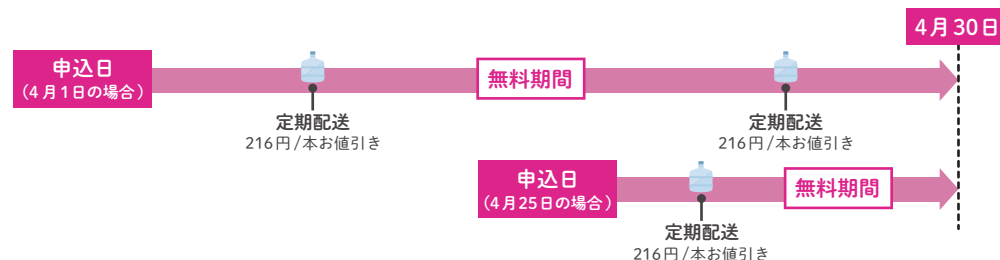 4月30日
申込日
(4月1日の場合)
無料期間
定期配送
216円/本お値引き
定期配送
216円/本お値引き
申込日
(4月25日の場合)
無料期間
定期配送
216円/本お値引き